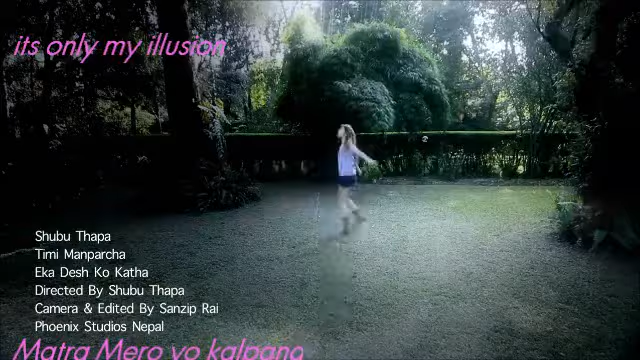 its only my illusion
Shubu Thapa
Timi Manparcha
Eka Desh Ko Katha
Directed By Shubu Thapa
Camera & Edited By Sanzip Rai
Phoenix Studios Nepal
Matra Mero yo kalpana